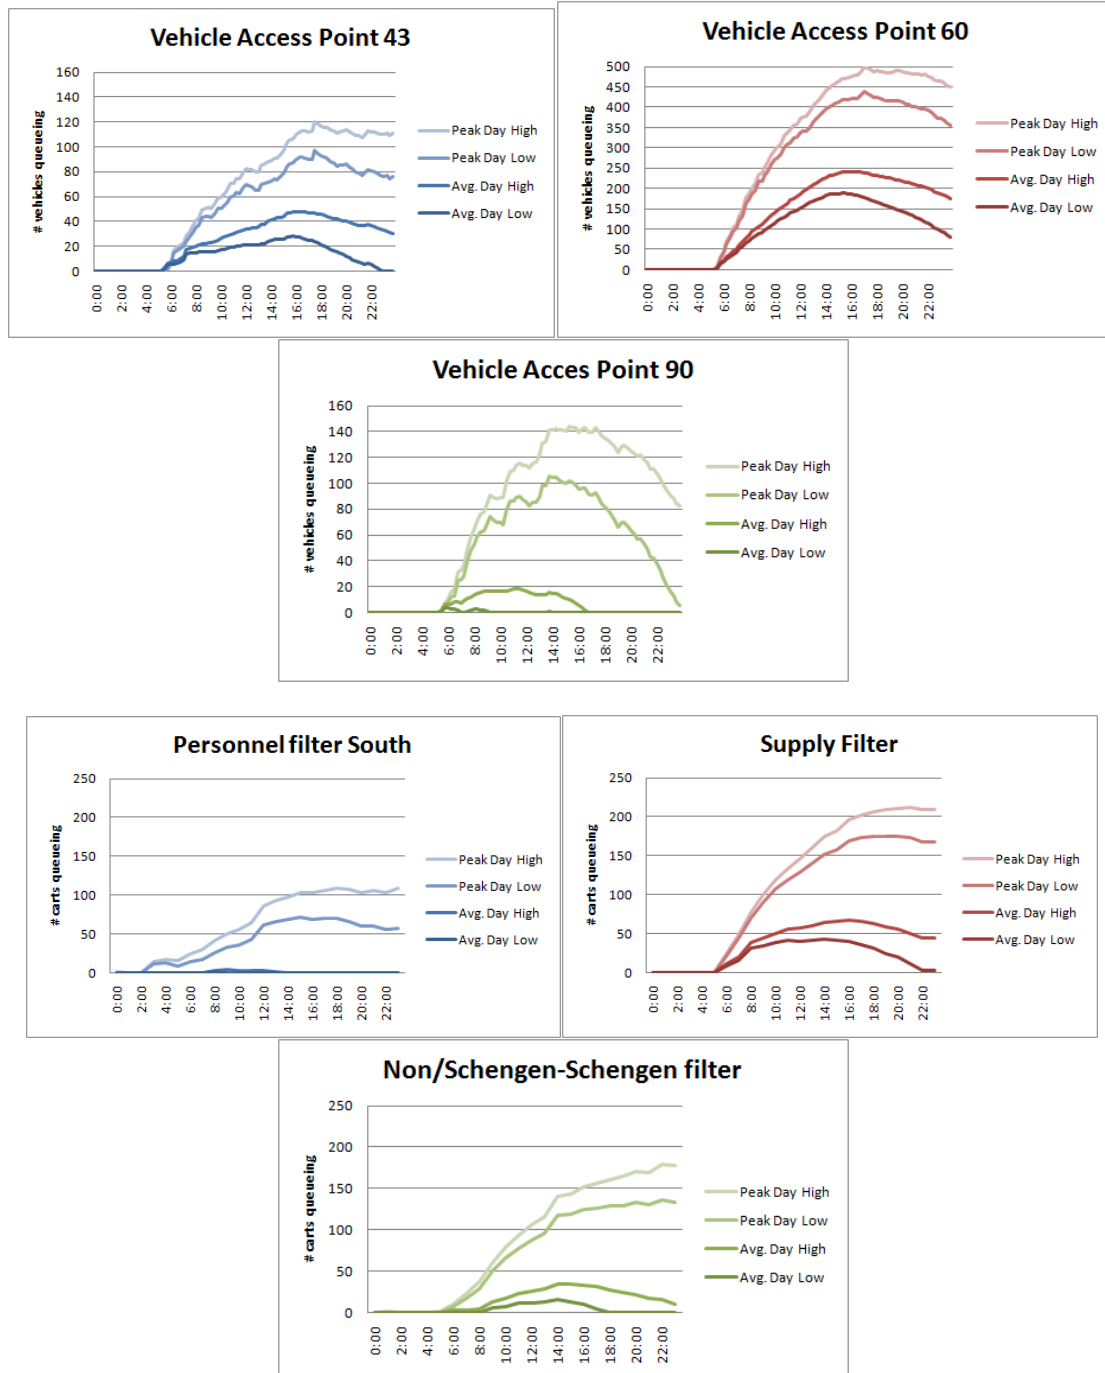 Vehicle Access Point 43
# vehicles queueing
160
140
120
100
80
60
40
20
0
0:00 2:00 4:00 6:00 8:00 10:00 12:00 14:00 16:00 18:00 20:00 22:00
Peak Day High
Peak Day Low
Avg. Day High
Avg. Day Low
Vehicle Access Point 60
# vehicles queueing
500
450
400
350
300
250
200
150
100
50
0
0:00 2:00 4:00 6:00 8:00 10:00 12:00 14:00 16:00 18:00 20:00 22:00
Peak Day High
Peak Day Low
Avg. Day High
Avg. Day Low
Vehicle Acces Point 90
# vehicles queueing
160
140
120
100
80
60
40
20
0
0:00 2:00 4:00 6:00 8:00 10:00 12:00 14:00 16:00 18:00 20:00 22:00
Peak Day High
Peak Day Low
Avg. Day High
Avg. Day Low
Personnel filter South
# carts queueing
250
200
150
100
50
0
0:00 2:00 4:00 6:00 8:00 10:00 12:00 14:00 16:00 18:00 20:00 22:00
Peak Day High
Peak Day Low
Avg. Day High
Avg. Day Low
Supply Filter
# carts queueing
250
200
150
100
50
0
0:00 2:00 4:00 6:00 8:00 10:00 12:00 14:00 16:00 18:00 20:00 22:00
Peak Day High
Peak Day Low
Avg. Day High
Avg. Day Low
Non/Schengen-Schengen filter
# carts queueing
250
200
150
100
50
0
0:00 2:00 4:00 6:00 8:00 10:00 12:00 14:00 16:00 18:00 20:00 22:00
Peak Day High
Peak Day Low
Avg. Day High
Avg. Day Low